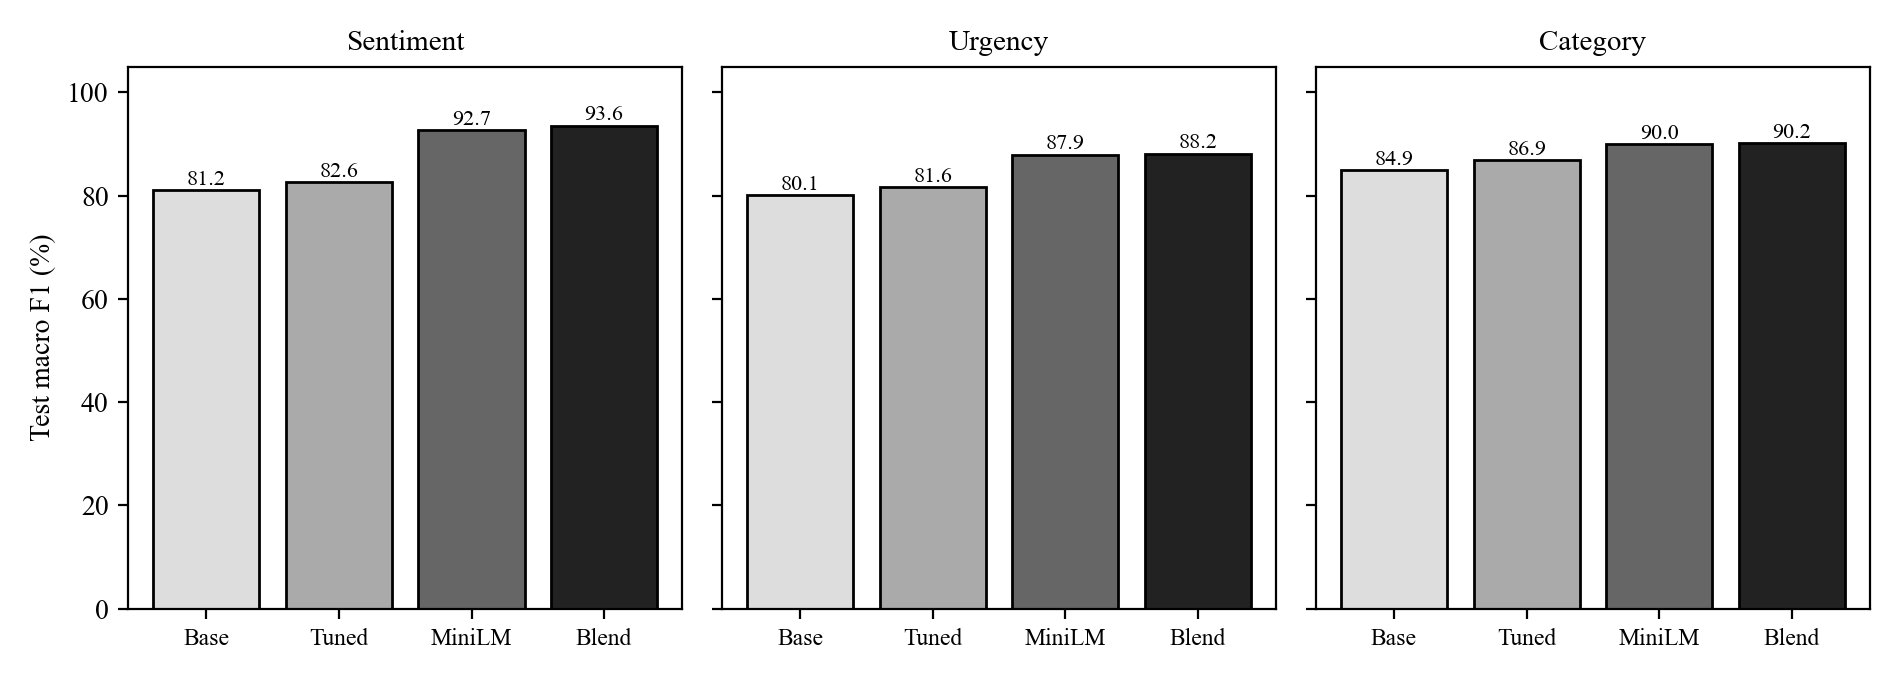 Sentiment
Urgency
Category
Test macro F1 (%)
100
80
60
40
20
0
81.2
82.6
92.7
93.6
Base
Tuned
MiniLM
Blend
80.1
81.6
87.9
88.2
Base
Tuned
MiniLM
Blend
84.9
86.9
90.0
90.2
Base
Tuned
MiniLM
Blend